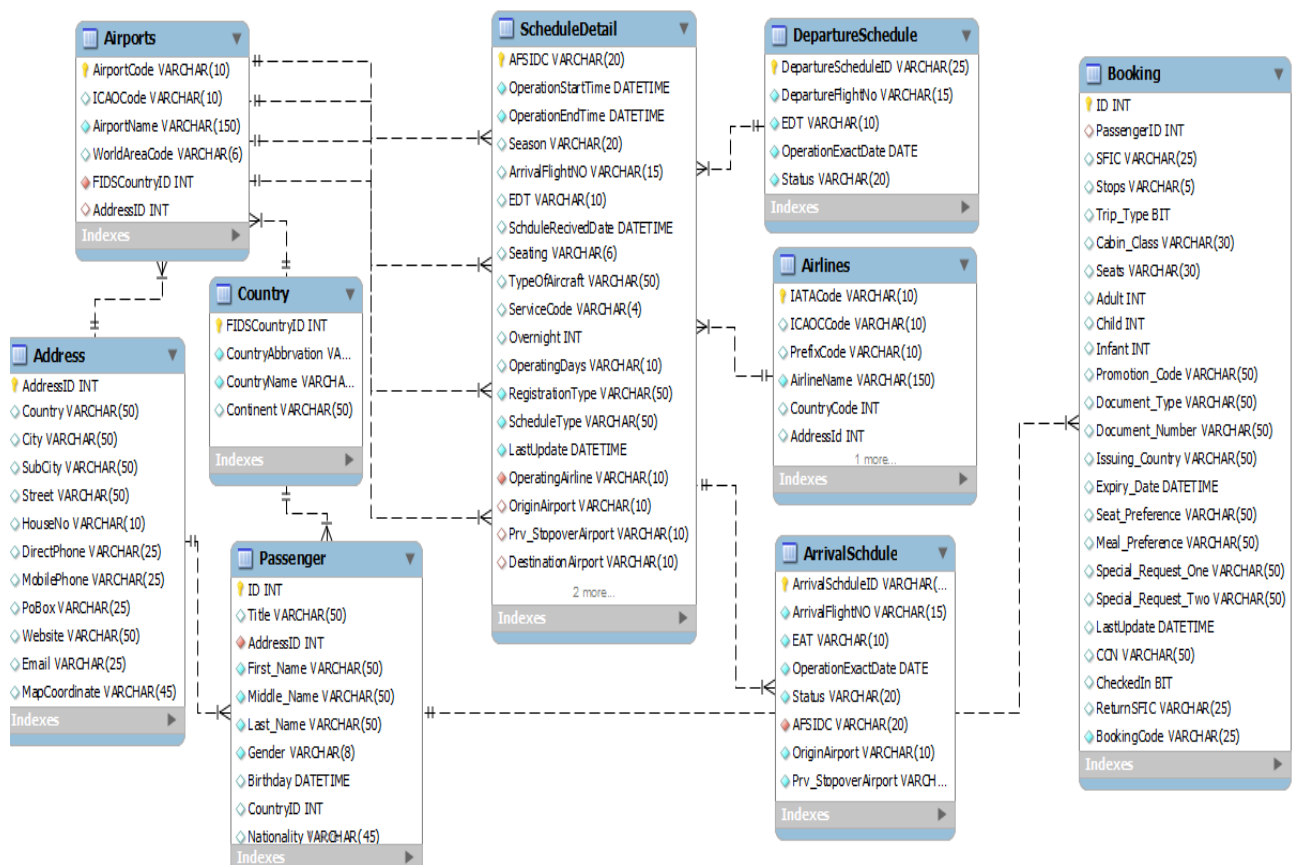 Airports
AirportCode VARCHAR(10)
ICAOCode VARCHAR(10)
AirportName VARCHAR(150)
WorldAreaCode VARCHAR(6)
FIDSCountryID INT
AddressID INT
Indexes
Country
FIDSCountryID INT
CountryAbbrvation VA...
CountryName VARCHA...
Continent VARCHAR(50)
Indexes
Address
AddressID INT
Country VARCHAR(50)
City VARCHAR(50)
SubCity VARCHAR(50)
Street VARCHAR(50)
HouseNo VARCHAR(10)
DirectPhone VARCHAR(25)
MobilePhone VARCHAR(25)
PoBox VARCHAR(25)
Website VARCHAR(50)
Email VARCHAR(25)
MapCoordinate VARCHAR(45)
Indexes
Passenger
ID INT
Title VARCHAR(50)
AddressID INT
First_Name VARCHAR(50)
Middle_Name VARCHAR(50)
Last_Name VARCHAR(50)
Gender VARCHAR(8)
Birthday DATETIME
CountryID INT
Nationality VARCHAR(45)
Indexes
ScheduleDetail
AFSIDC VARCHAR(20)
OperationStartTime DATETIME
OperationEndTime DATETIME
Season VARCHAR(20)
ArrivalFlightNO VARCHAR(15)
EDT VARCHAR(10)
SchduleRecivedDate DATETIME
Seating VARCHAR(6)
TypeOfAircraft VARCHAR(50)
ServiceCode VARCHAR(4)
Overnight INT
OperatingDays VARCHAR(10)
RegistrationType VARCHAR(50)
ScheduleType VARCHAR(50)
LastUpdate DATETIME
OperatingAirline VARCHAR(10)
OriginAirport VARCHAR(10)
Prv_StopoverAirport VARCHAR(10)
DestinationAirport VARCHAR(10)
2 more...
Indexes
DepartureSchedule
DepartureScheduleID VARCHAR(25)
DepartureFlightNo VARCHAR(15)
EDT VARCHAR(10)
OperationExactDate DATE
Status VARCHAR(20)
Indexes
Airlines
IATACode VARCHAR(10)
ICAOCCode VARCHAR(10)
PrefixCode VARCHAR(10)
AirlineName VARCHAR(150)
CountryCode INT
AddressId INT
1 more...
Indexes
ArrivalSchdule
ArrivalSchduleID VARCHAR(...
ArrivalFlightNO VARCHAR(15)
EAT VARCHAR(10)
OperationExactDate DATE
Status VARCHAR(20)
AFSIDC VARCHAR(20)
OriginAirport VARCHAR(10)
Prv_StopoverAirport VARCH...
Indexes
Booking
ID INT
PassengerID INT
SFIC VARCHAR(25)
Stops VARCHAR(5)
Trip_Type BIT
Cabin_Class VARCHAR(30)
Seats VARCHAR(30)
Adult INT
Child INT
Infant INT
Promotion_Code VARCHAR(50)
Document_Type VARCHAR(50)
Document_Number VARCHAR(50)
Issuing_Country VARCHAR(50)
Expiry_Date DATETIME
Seat_Preference VARCHAR(50)
Meal_Preference VARCHAR(50)
Special_Request_One VARCHAR(50)
Special_Request_Two VARCHAR(50)
LastUpdate DATETIME
CCN VARCHAR(50)
CheckedIn BIT
ReturnSFIC VARCHAR(25)
BookingCode VARCHAR(25)
Indexes